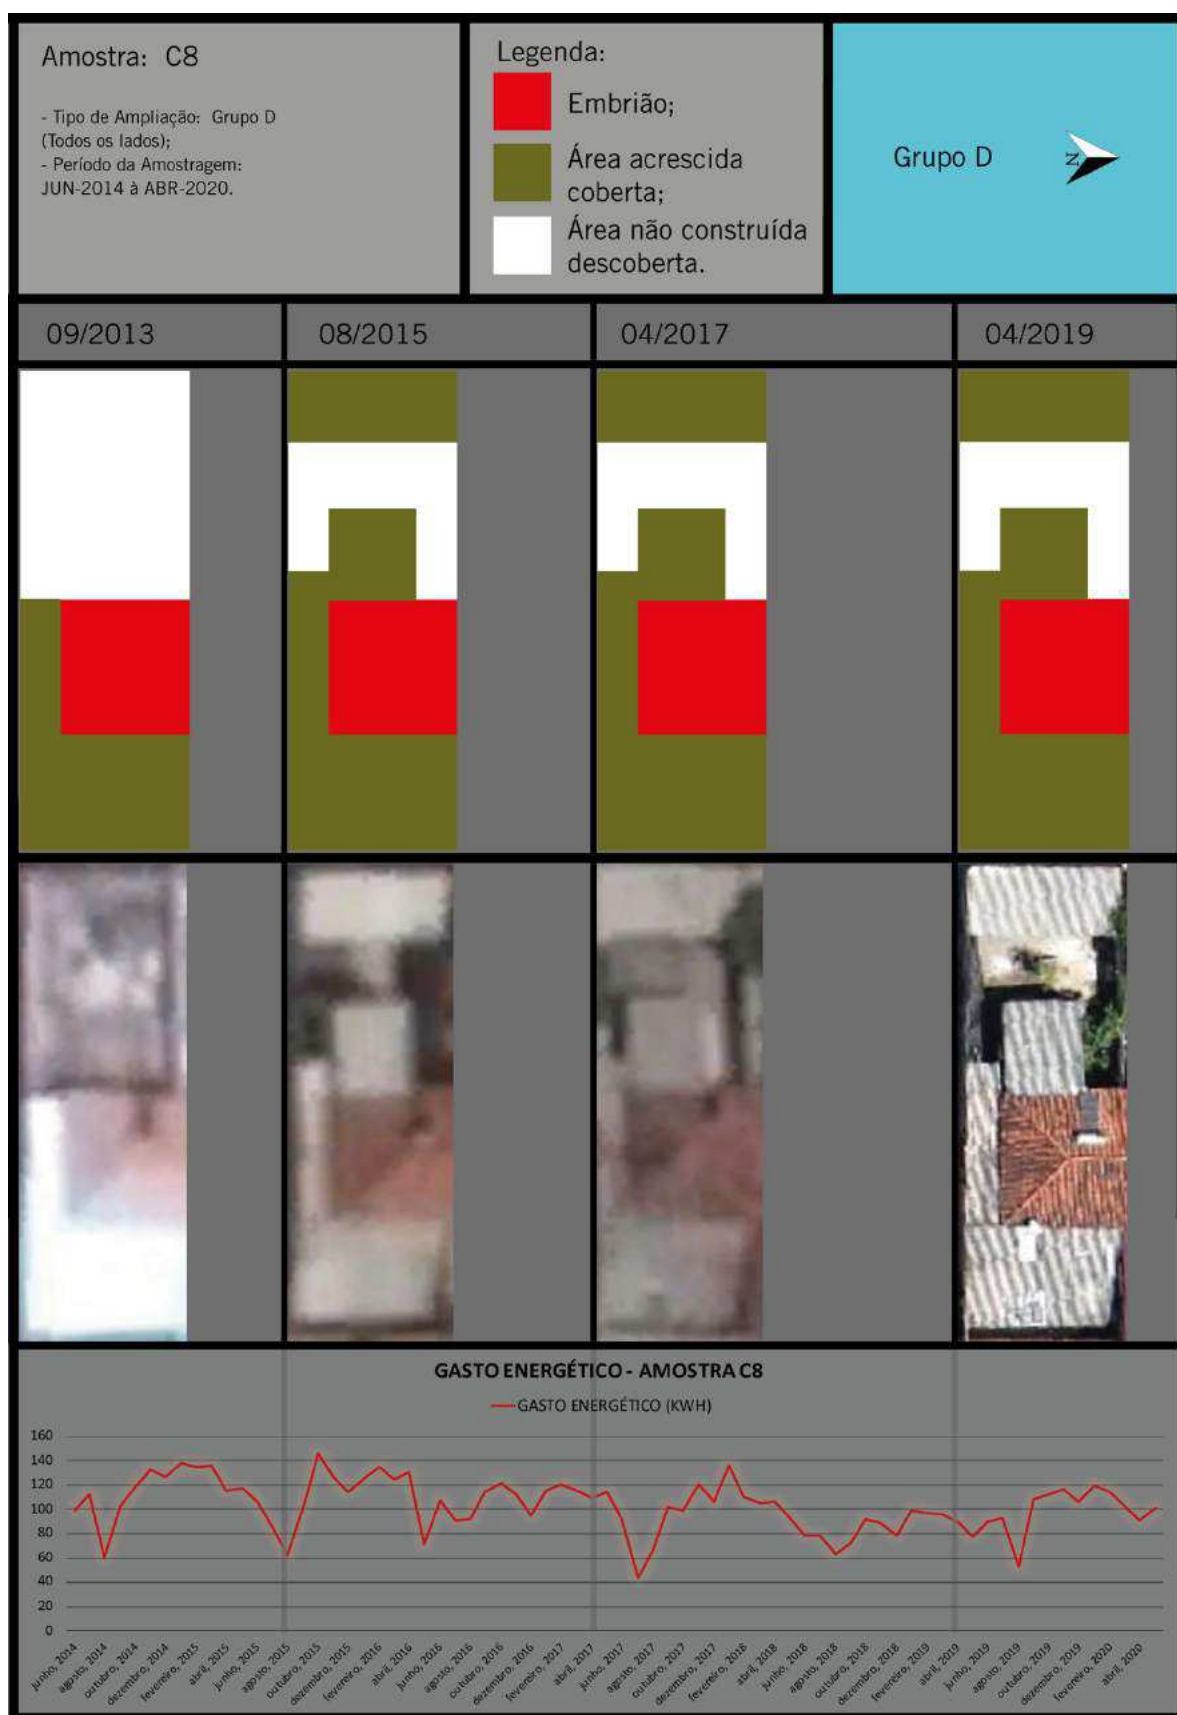 Amostra: C8
- Tipo de Ampliação: Grupo D
(Todos os lados);
- Período da Amostragem:
JUN-2014 à ABR-2020.
Legenda:
Embrião;
Área acrescida
coberta;
Área não construída
descoberta.
Grupo D
N
09/2013
08/2015
04/2017
04/2019
GASTO ENERGÉTICO - AMOSTRA C8
GASTO ENERGÉTICO (KWH)
160
140
120
100
80
60
40
20
0
junho, 2014
agosto, 2014
outubro, 2014
dezembro, 2014
fevereiro, 2015
abril, 2015
junho, 2015
agosto, 2015
outubro, 2015
dezembro, 2015
fevereiro, 2016
abril, 2016
junho, 2016
agosto, 2016
outubro, 2016
dezembro, 2016
fevereiro, 2017
abril, 2017
junho, 2017
agosto, 2017
outubro, 2017
dezembro, 2017
fevereiro, 2018
abril, 2018
junho, 2018
agosto, 2018
outubro, 2018
dezembro, 2018
fevereiro, 2019
abril, 2019
junho, 2019
agosto, 2019
outubro, 2019
dezembro, 2019
fevereiro, 2020
abril, 2020